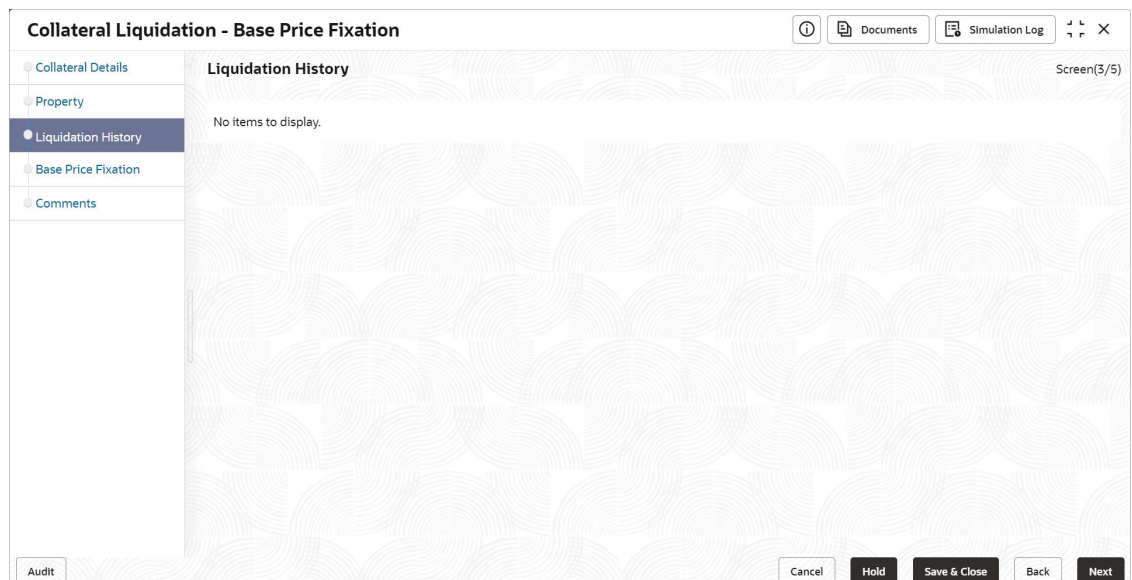 Collateral Liquidation - Base Price Fixation
Documents
Simulation Log
Collateral Details
Property
Liquidation History
Base Price Fixation
Comments
Liquidation History
Screen(3/5)
No items to display.
Audit
Cancel
Hold
Save & Close
Back
Next